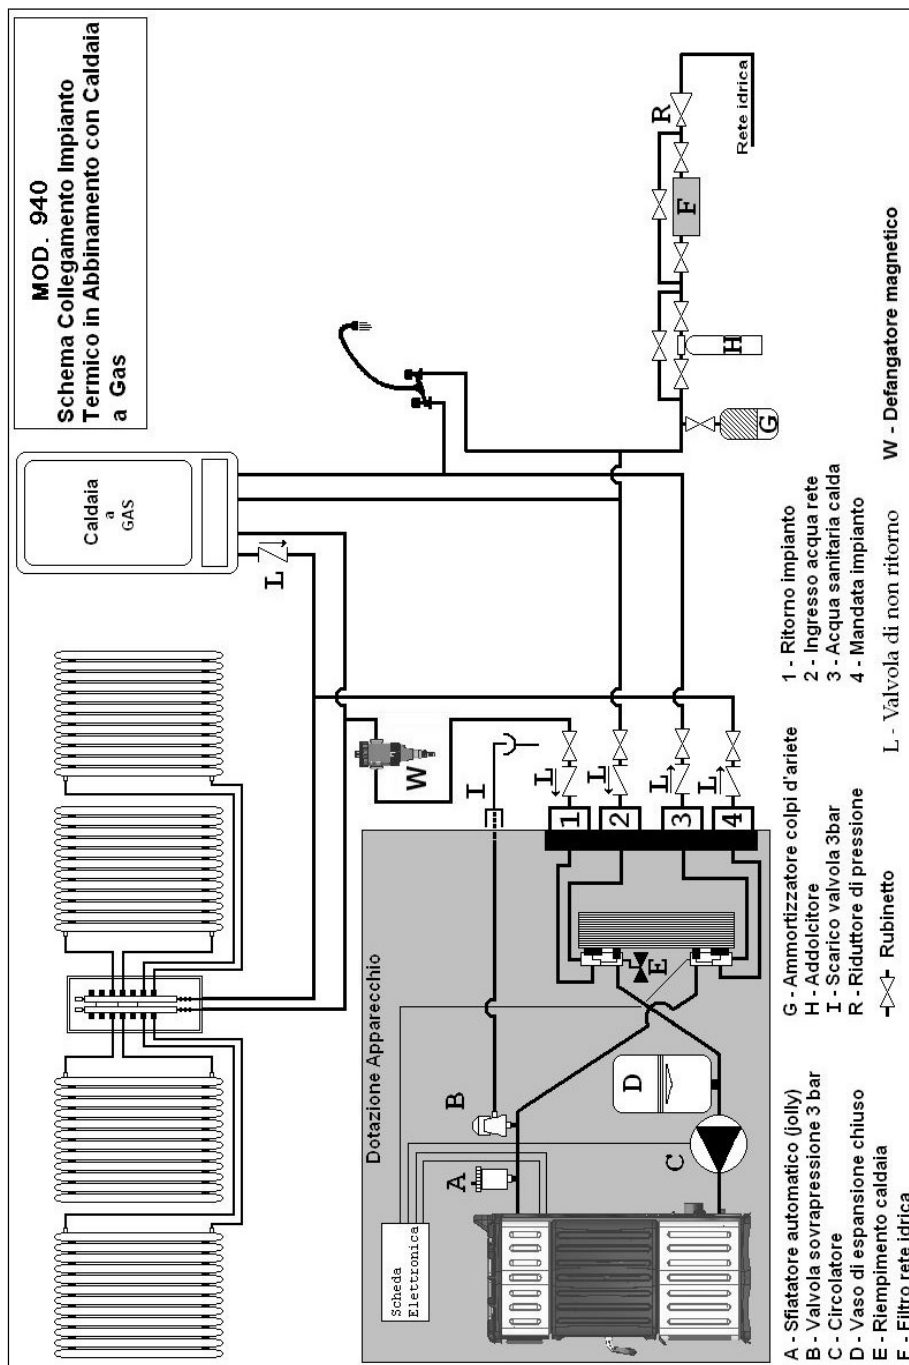 MOD. 940
Schema Collegamento Impianto
Termico in Abbinamento con Caldaia
a Gas
Caldaia
a
GAS
L
R
Rete idrica
F
H
G
W
I
L
L
L
L
1
2
3
4
Dotazione Apparecchio
E
D
B
A
C
Scheda
Elettronica
A - Sfiatatore automatico (jolly)
B - Valvola sovrapressione 3 bar
C - Circolatore
D - Vaso di espansione chiuso
E - Riempimento caldaia
F - Filtro rete idrica
G - Ammortizzatore colpi d'ariete
H - Addolcitore
I - Scarico valvola 3bar
R - Riduttore di pressione
Rubinetto
1 - Ritorno impianto
2 - Ingresso acqua rete
3 - Acqua sanitaria calda
4 - Mandata impianto
L - Valvola di non ritorno
W - Defangatore magnetico